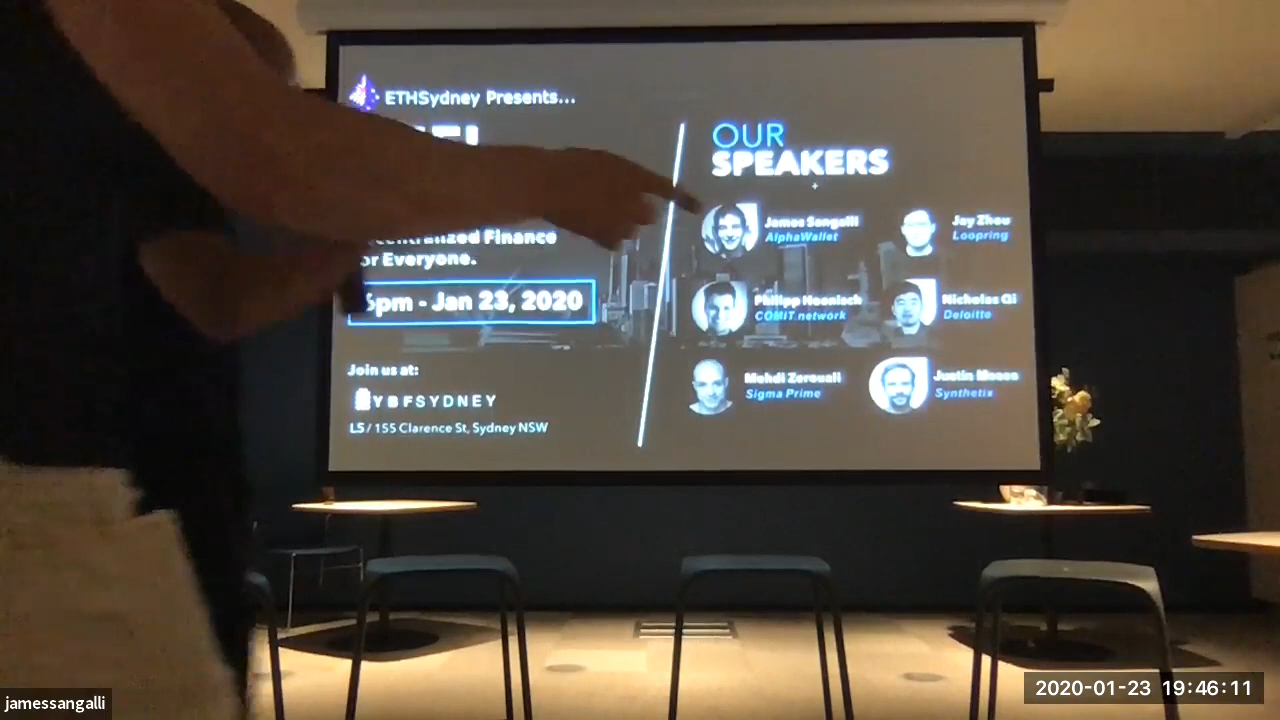 ETHSydney Presents...
Decentralized Finance
for Everyone.
6pm - Jan 23, 2020
Join us at:
YBFSYDNEY
L5 / 155 Clarence St, Sydney NSW
OUR
SPEAKERS
James Sangalli
AlphaWallet
Jay Zhou
Loopring
Philipp Hoenisch
COMIT network
Nicholas Qi
Deloitte
Mehdi Zerouali
Sigma Prime
Justin Moses
Synthetix
jamessangalli
2020-01-23 19:46:11